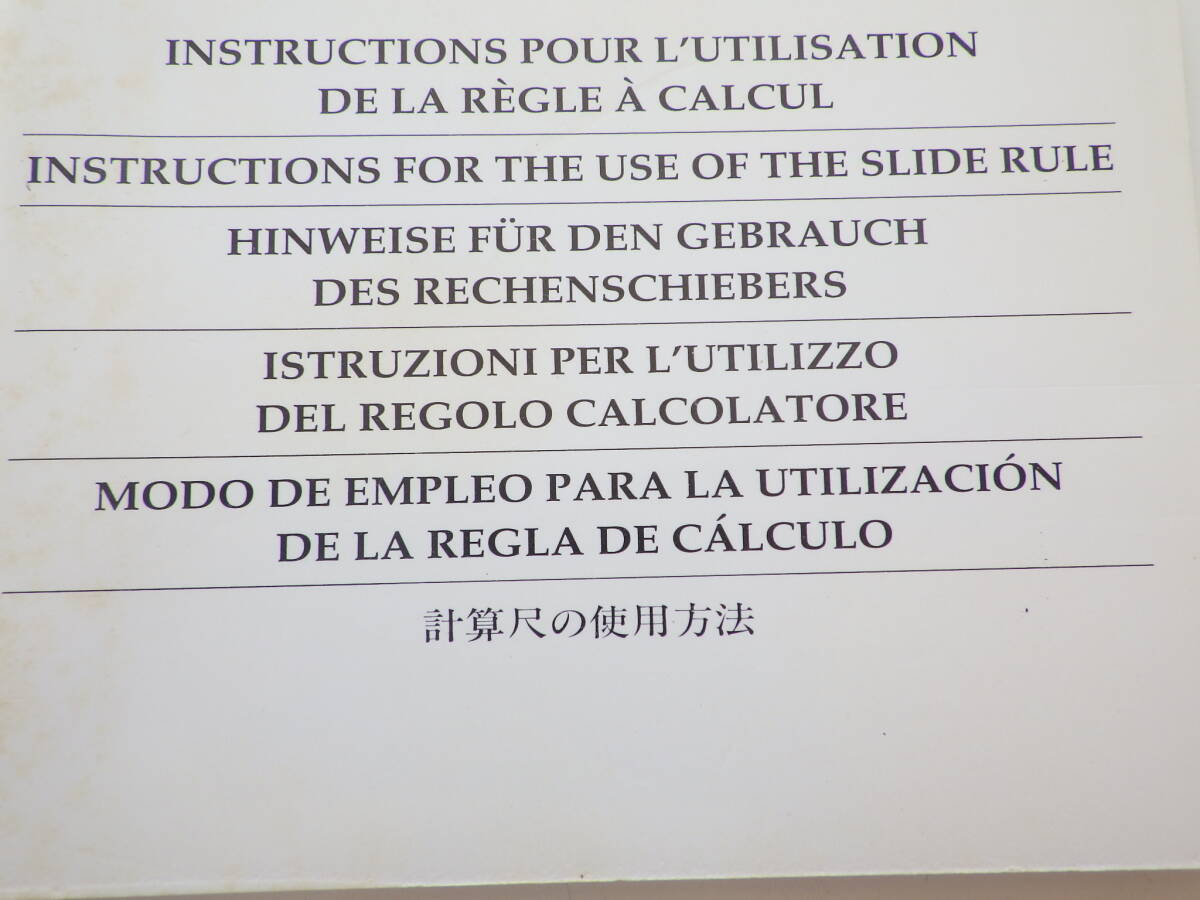 INSTRUCTIONS POUR L'UTILISATION
DE LA RÈGLE À CALCUL
INSTRUCTIONS FOR THE USE OF THE SLIDE RULE
HINWEISE FÜR DEN GEBRAUCH
DES RECHENSCHIEBERS
ISTRUZIONI PER L'UTILIZZO
DEL REGOLO CALCOLATORE
MODO DE EMPLEO PARA LA UTILIZACIÓN
DE LA REGLA DE CÁLCULO
計算尺の使用方法